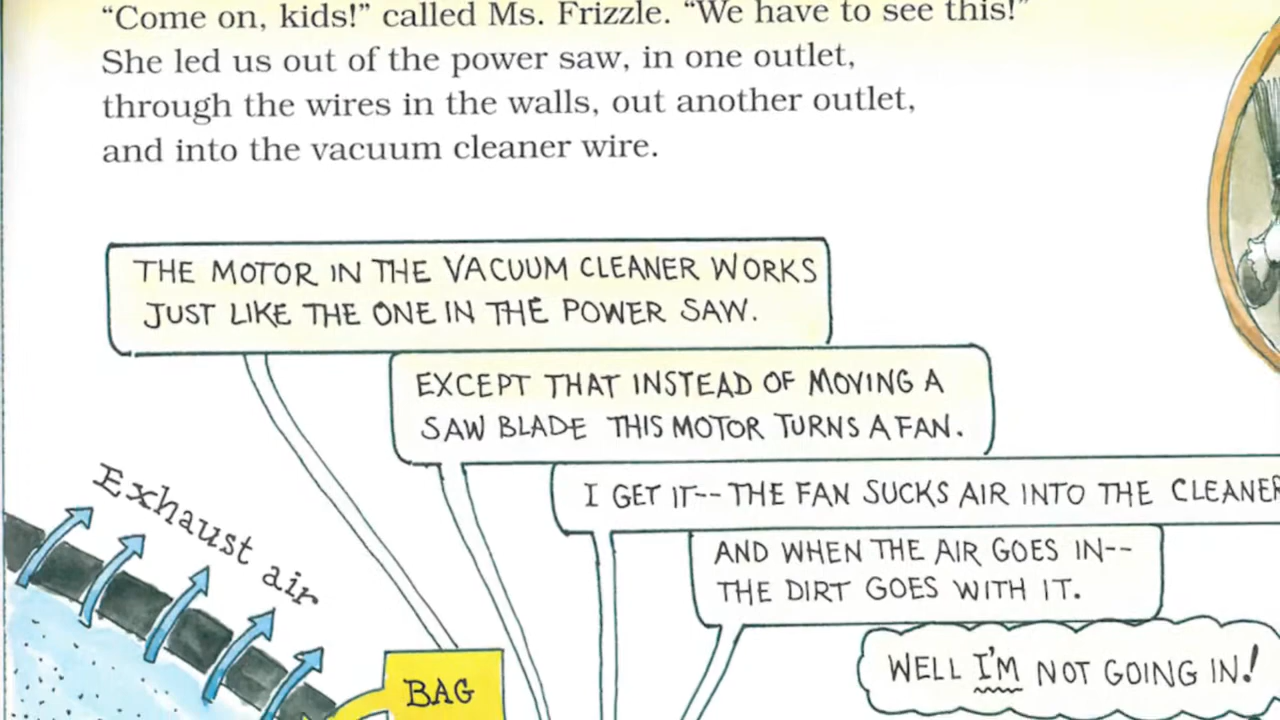 “Come on, kids!” called Ms. Frizzle. “We have to see this!”
She led us out of the power saw, in one outlet,
through the wires in the walls, out another outlet,
and into the vacuum cleaner wire.
THE MOTOR IN THE VACUUM CLEANER WORKS
JUST LIKE THE ONE IN THE POWER SAW.
EXCEPT THAT INSTEAD OF MOVING A
SAW BLADE THIS MOTOR TURNS A FAN.
I GET IT-- THE FAN SUCKS AIR INTO THE CLEANER
AND WHEN THE AIR GOES IN--
THE DIRT GOES WITH IT.
WELL I'M NOT GOING IN!
Exhaust air
BAG